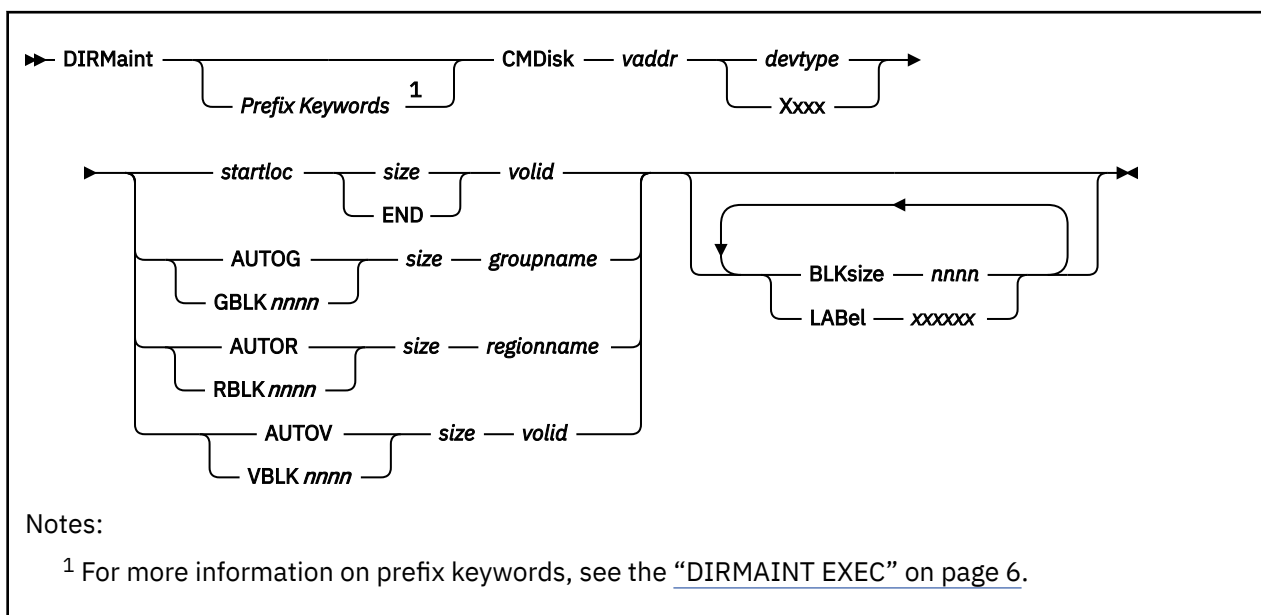 DIRMaint CMDisk vaddr devtype
Prefix Keywords 1 Xxxx
startloc size volid
END
AUTOG size groupname BLKsize nnnn
GBLK nnnn LABel xxxxxx
AUTOR size regionname
RBLK nnnn
AUTOV size volid
VBLK nnnn
Notes:
1 For more information on prefix keywords, see the “DIRMAINT EXEC” on page 6.